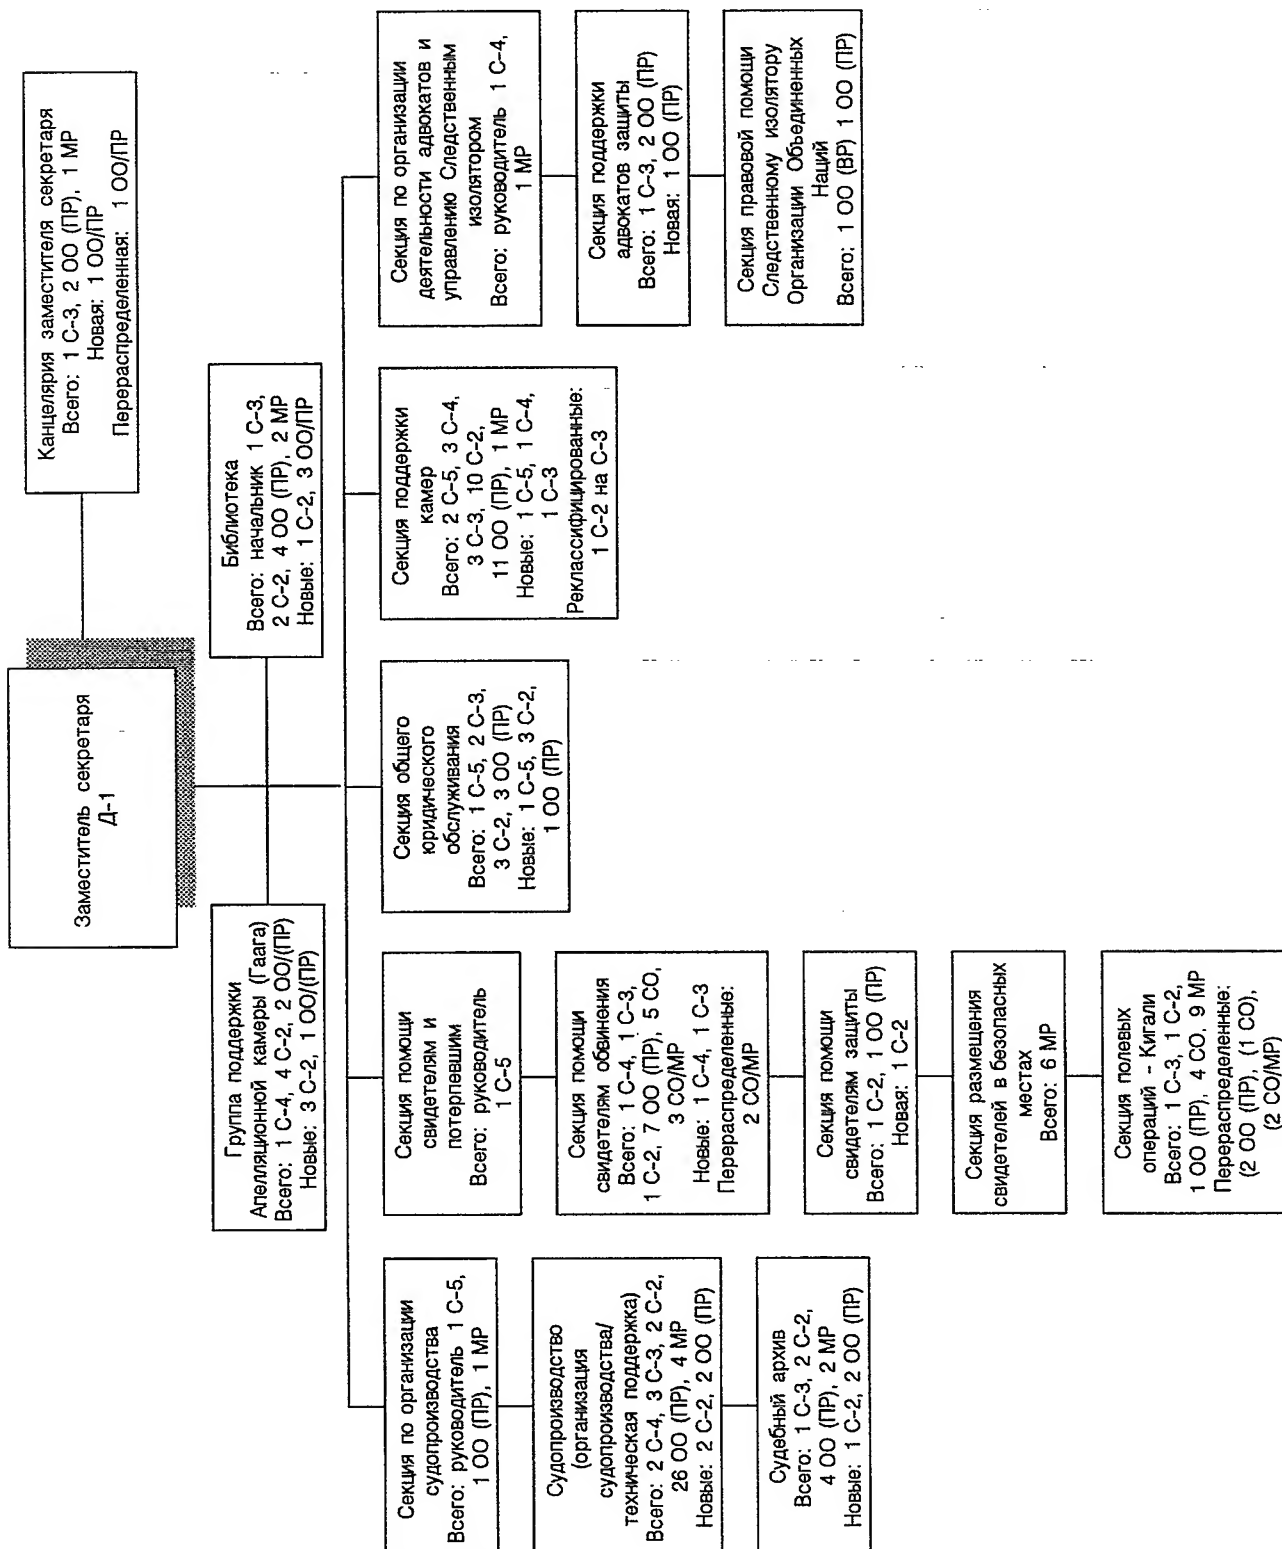 Заместитель секретаря
Д-1
Канцелярия заместителя секретаря
Всего: 1 С-3, 2 ОО (ПР), 1 МР
Новая: 1 ОО/ПР
Перераспределенная: 1 ОО/ПР
Группа поддержки
Апелляционной камеры (Гаага)
Всего: 1 С-4, 4 С-2, 2 ОО/(ПР)
Новые: 3 С-2, 1 ОО/(ПР)
Библиотека
Всего: начальник 1 С-3,
2 С-2, 4 ОО (ПР), 2 МР
Новые: 1 С-2, 3 ОО/ПР
Секция по организации
судопроизводства
Всего: руководитель 1 С-5,
1 ОО (ПР), 1 МР
Судопроизводство
(организация
судопроизводства/
техническая поддержка)
Всего: 2 С-4, 3 С-3, 2 С-2,
26 ОО (ПР), 4 МР
Новые: 2 С-2, 2 ОО (ПР)
Судебный архив
Всего: 1 С-3, 2 С-2,
4 ОО (ПР), 2 МР
Новые: 1 С-2, 2 ОО (ПР)
Секция помощи
свидетелям и
потерпевшим
Всего: руководитель
1 С-5
Секция помощи
свидетелем обвинения
Всего: 1 С-4, 1 С-3,
1 С-2, 7 ОО (ПР), 5 СО,
3 СО/МР
Новые: 1 С-4, 1 С-3
Перераспределенные:
2 СО/МР
Секция помощи
свидетелям защиты
Всего: 1 С-2, 1 ОО (ПР)
Новая: 1 С-2
Секция размещения
свидетелей в безопасных
местах
Всего: 6 МР
Секция полевых
операций – Кигали
Всего: 1 С-3, 1 С-2,
1 ОО (ПР), 4 СО, 9 МР
Перераспределенные:
(2 ОО (ПР), (1 СО),
(2 СО/МР)
Секция общего
юридического
обслуживания
Всего: 1 С-5, 2 С-3,
3 С-2, 3 ОО (ПР)
Новые: 1 С-5, 3 С-2,
1 ОО (ПР)
Секция поддержки
камер
Всего: 2 С-5, 3 С-4,
3 С-3, 10 С-2,
11 ОО (ПР), 1 МР
Новые: 1 С-5, 1 С-4,
1 С-3
Реклассифицированные:
1 С-2 на С-3
Секция по организации
деятельности адвокатов и
управлению Следственным
изолятором
Всего: руководитель 1 С-4,
1 МР
Секция поддержки
адвокатов защиты
Всего: 1 С-3, 2 ОО (ПР)
Новая: 1 ОО (ПР)
Секция правовой помощи
Следственному изолятору
Организации Объединенных
Наций
Всего: 1 ОО (ВР) 1 ОО (ПР)